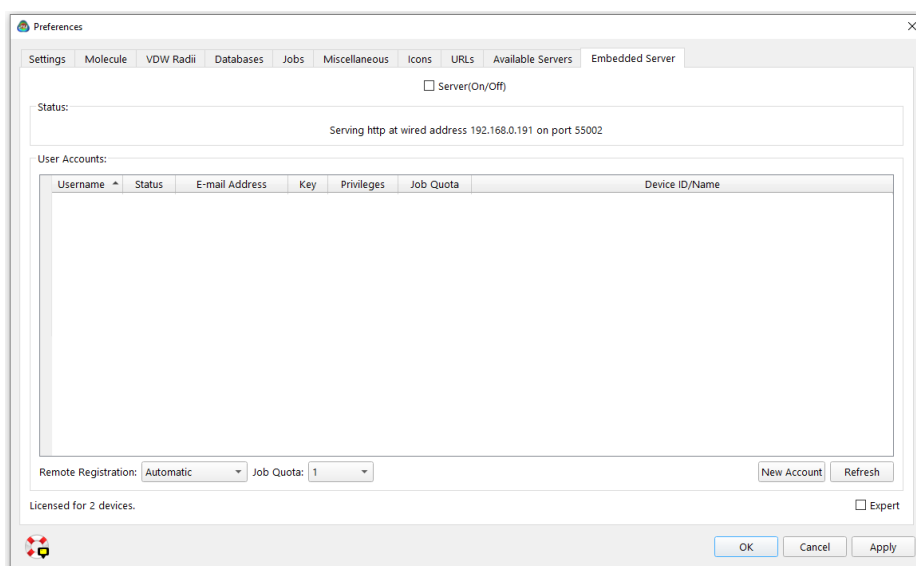 Preferences
Settings Molecule VDW Radii Databases Jobs Miscellaneous Icons URLs Available Servers Embedded Server
Server(On/Off)
Status:
Serving http at wired address 192.168.0.191 on port 55002
User Accounts:
Username Status E-mail Address Key Privileges Job Quota Device ID/Name
Remote Registration: Automatic Job Quota: 1 New Account Refresh
Licensed for 2 devices. Expert
OK Cancel Apply